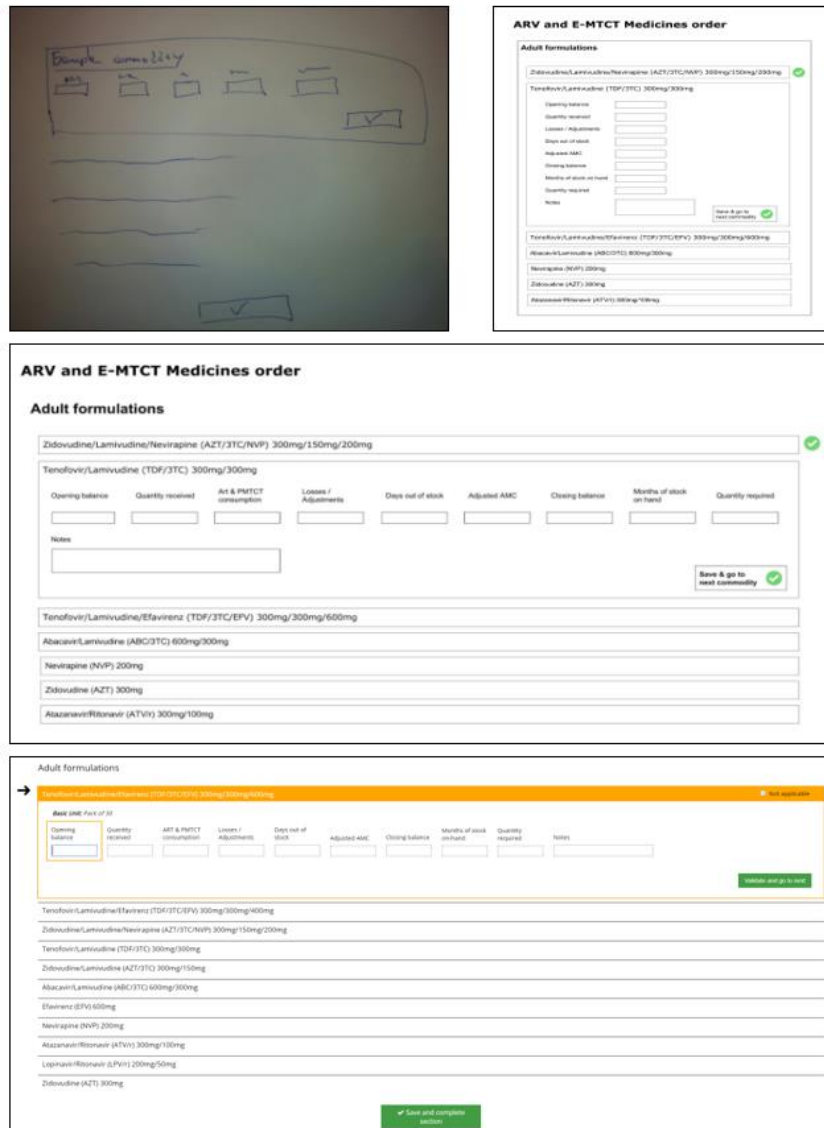 Sample commodity
ARV and E-MTCT Medicines order
Adult formulations
Zidovudine/Lamivudine/Nevirapine (AZT/3TC/NVP) 300mg/150mg/200mg
Tenofovir/Lamivudine (TDF/3TC) 300mg/300mg
Opening balance
Quantity received
Losses / Adjustments
Days out of stock
Adjusted AMC
Closing balance
Months of stock on hand
Quantity required
Notes
Save & go to
next commodity
Tenofovir/Lamivudine/Efavirenz (TDF/3TC/EFV) 300mg/300mg/600mg
Abacavir/Lamivudine (ABC/3TC) 600mg/300mg
Nevirapine (NVP) 200mg
Zidovudine (AZT) 300mg
Atazanavir/Ritonavir (ATV/r) 300mg/100mg
ARV and E-MTCT Medicines order
Adult formulations
Zidovudine/Lamivudine/Nevirapine (AZT/3TC/NVP) 300mg/150mg/200mg
Tenofovir/Lamivudine (TDF/3TC) 300mg/300mg
Opening balance Quantity received Art & PMTCT consumption Losses / Adjustments Days out of stock Adjusted AMC Closing balance Months of stock on hand Quantity required
Notes
Save & go to
next commodity
Tenofovir/Lamivudine/Efavirenz (TDF/3TC/EFV) 300mg/300mg/600mg
Abacavir/Lamivudine (ABC/3TC) 600mg/300mg
Nevirapine (NVP) 200mg
Zidovudine (AZT) 300mg
Atazanavir/Ritonavir (ATV/r) 300mg/100mg
Adult formulations
Tenofovir/Lamivudine/Efavirenz (TDF/3TC/EFV) 300mg/300mg/600mg Not applicable
Basic Unit: Pack of 30
Opening balance Quantity received ART & PMTCT consumption Losses / Adjustments Days out of stock Adjusted AMC Closing balance Months of stock on hand Quantity required Notes
Validate and go to next
Tenofovir/Lamivudine/Efavirenz (TDF/3TC/EFV) 300mg/300mg/400mg
Zidovudine/Lamivudine/Nevirapine (AZT/3TC/NVP) 300mg/150mg/200mg
Tenofovir/Lamivudine (TDF/3TC) 300mg/300mg
Zidovudine/Lamivudine (AZT/3TC) 300mg/150mg
Abacavir/Lamivudine (ABC/3TC) 600mg/300mg
Efavirenz (EFV) 600mg
Nevirapine (NVP) 200mg
Atazanavir/Ritonavir (ATV/r) 300mg/100mg
Lopinavir/Ritonavir (LPV/r) 200mg/50mg
Zidovudine (AZT) 300mg
Save and complete
section